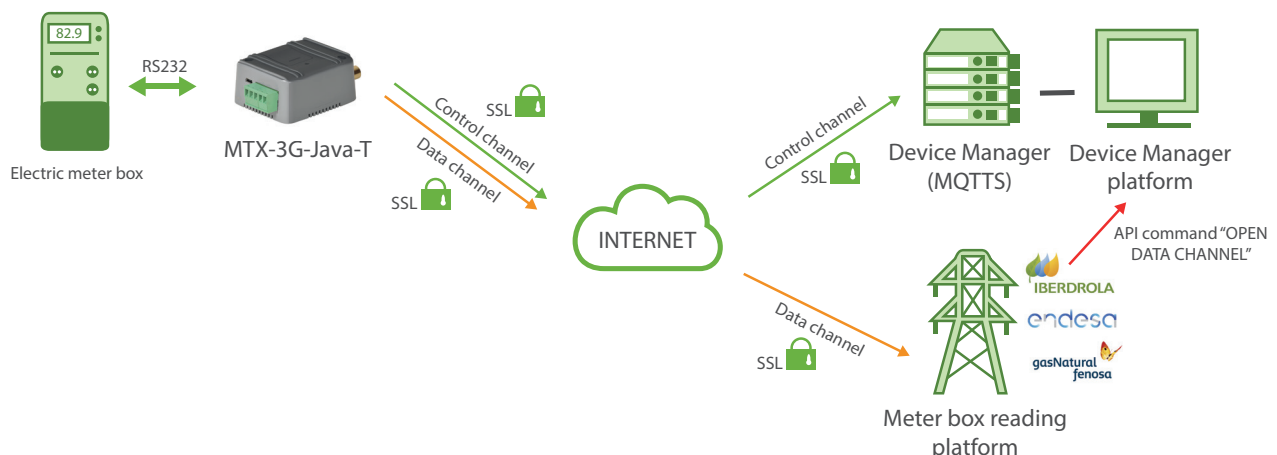 82.9
RS232
MTX-3G-Java-T
Electric meter box
SSL
Control channel
Data channel
SSL
INTERNET
Control channel
SSL
Device Manager
(MQTTS)
Device Manager
platform
API command “OPEN
DATA CHANNEL”
IBERDROLA
endesa
gasNatural
fenosa
Data channel
SSL
Meter box reading
platform